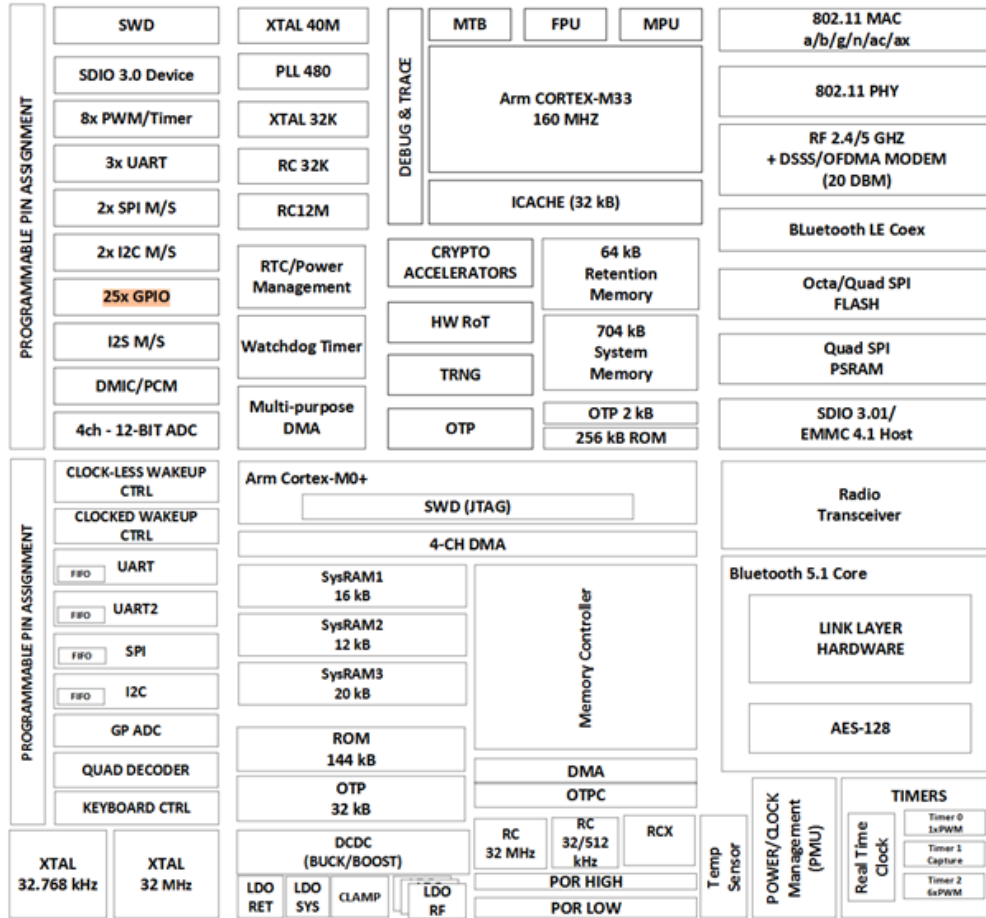 PROGRAMMABLE PIN ASSIGNMENT
SWD
SDIO 3.0 Device
8x PWM/Timer
3x UART
2x SPI M/S
2x I2C M/S
25x GPIO
I2S M/S
DMIC/PCM
4ch - 12-BIT ADC
XTAL 40M
PLL 480
XTAL 32K
RC 32K
RC12M
RTC/Power
Management
Watchdog Timer
Multi-purpose
DMA
DEBUG & TRACE
MTB
FPU
MPU
Arm CORTEX-M33
160 MHZ
ICACHE (32 kB)
CRYPTO
ACCELERATORS
HW RoT
TRNG
OTP
64 kB
Retention
Memory
704 kB
System
Memory
OTP 2 kB
256 kB ROM
802.11 MAC
a/b/g/n/ac/ax
802.11 PHY
RF 2.4/5 GHZ
+ DSSS/OFDMA MODEM
(20 DBM)
BLuetooth LE Coex
Octa/Quad SPI
FLASH
Quad SPI
PSRAM
SDIO 3.01/
EMMC 4.1 Host
PROGRAMMABLE PIN ASSIGNMENT
CLOCK-LESS WAKEUP
CTRL
CLOCKED WAKEUP
CTRL
UART
FIFO
UART2
FIFO
SPI
FIFO
I2C
FIFO
GP ADC
QUAD DECODER
KEYBOARD CTRL
XTAL
32.768 kHz
XTAL
32 MHz
Arm Cortex-M0+
SWD (JTAG)
4-CH DMA
SysRAM1
16 kB
SysRAM2
12 kB
SysRAM3
20 kB
ROM
144 kB
OTP
32 kB
DCDC
(BUCK/BOOST)
LDO
RET
LDO
SYS
CLAMP
LDO
RF
Memory Controller
DMA
OTPC
RC
32 MHz
RC
32/512
kHz
RCX
POR HIGH
POR LOW
Temp
Sensor
Radio
Transceiver
Bluetooth 5.1 Core
LINK LAYER
HARDWARE
AES-128
POWER/CLOCK
Management
(PMU)
TIMERS
Real Time
Clock
Timer 0
1xPWM
Timer 1
Capture
Timer 2
6xPWM